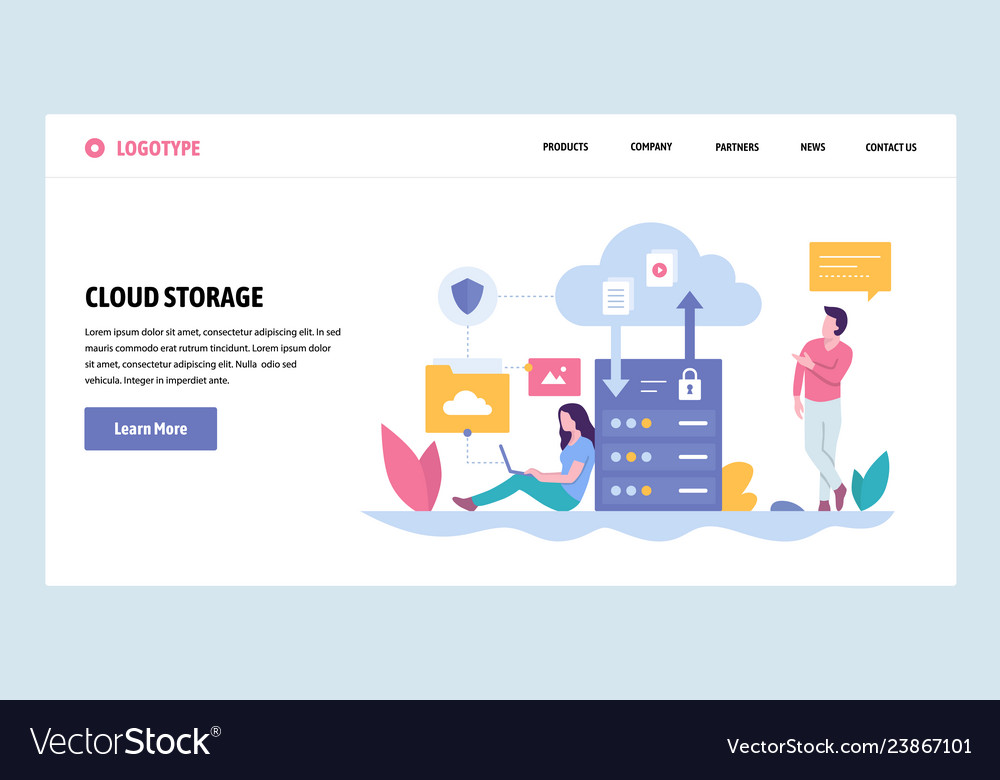 LOGOTYPE
PRODUCTS
COMPANY
PARTNERS
NEWS
CONTACT US
CLOUD STORAGE
Lorem ipsum dolor sit amet, consectetur adipiscing elit. In sed
mauris commodo erat rutrum tincidunt. Lorem ipsum dolor
sit amet, consectetur adipiscing elit. Nulla odio sed
vehicula. Integer in imperdiet ante.
Learn More
VectorStock®
VectorStock.com/23867101